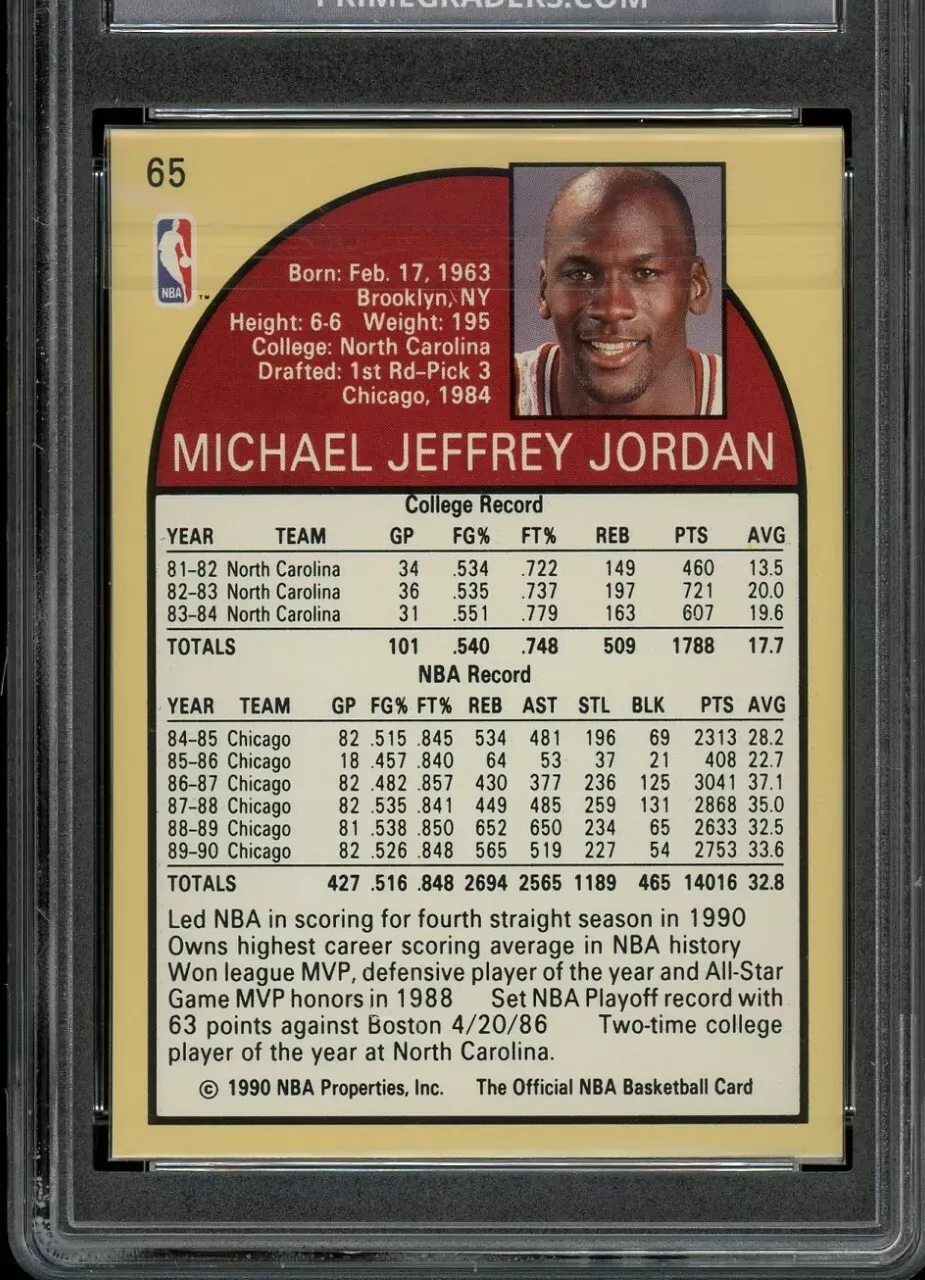 PRIMEGRADERS.COM
65
NBA
™
Born: Feb. 17, 1963
Brooklyn, NY
Height: 6-6 Weight: 195
College: North Carolina
Drafted: 1st Rd-Pick 3
Chicago, 1984
MICHAEL JEFFREY JORDAN
College Record
YEAR TEAM GP FG% FT% REB PTS AVG
81-82 North Carolina 34 .534 .722 149 460 13.5
82-83 North Carolina 36 .535 .737 197 721 20.0
83-84 North Carolina 31 .551 .779 163 607 19.6
TOTALS 101 .540 .748 509 1788 17.7
NBA Record
YEAR TEAM GP FG% FT% REB AST STL BLK PTS AVG
84-85 Chicago 82 .515 .845 534 481 196 69 2313 28.2
85-86 Chicago 18 .457 .840 64 53 37 21 408 22.7
86-87 Chicago 82 .482 .857 430 377 236 125 3041 37.1
87-88 Chicago 82 .535 .841 449 485 259 131 2868 35.0
88-89 Chicago 81 .538 .850 652 650 234 65 2633 32.5
89-90 Chicago 82 .526 .848 565 519 227 54 2753 33.6
TOTALS 427 .516 .848 2694 2565 1189 465 14016 32.8
Led NBA in scoring for fourth straight season in 1990
Owns highest career scoring average in NBA history
Won league MVP, defensive player of the year and All-Star
Game MVP honors in 1988 Set NBA Playoff record with
63 points against Boston 4/20/86 Two-time college
player of the year at North Carolina.
© 1990 NBA Properties, Inc. The Official NBA Basketball Card